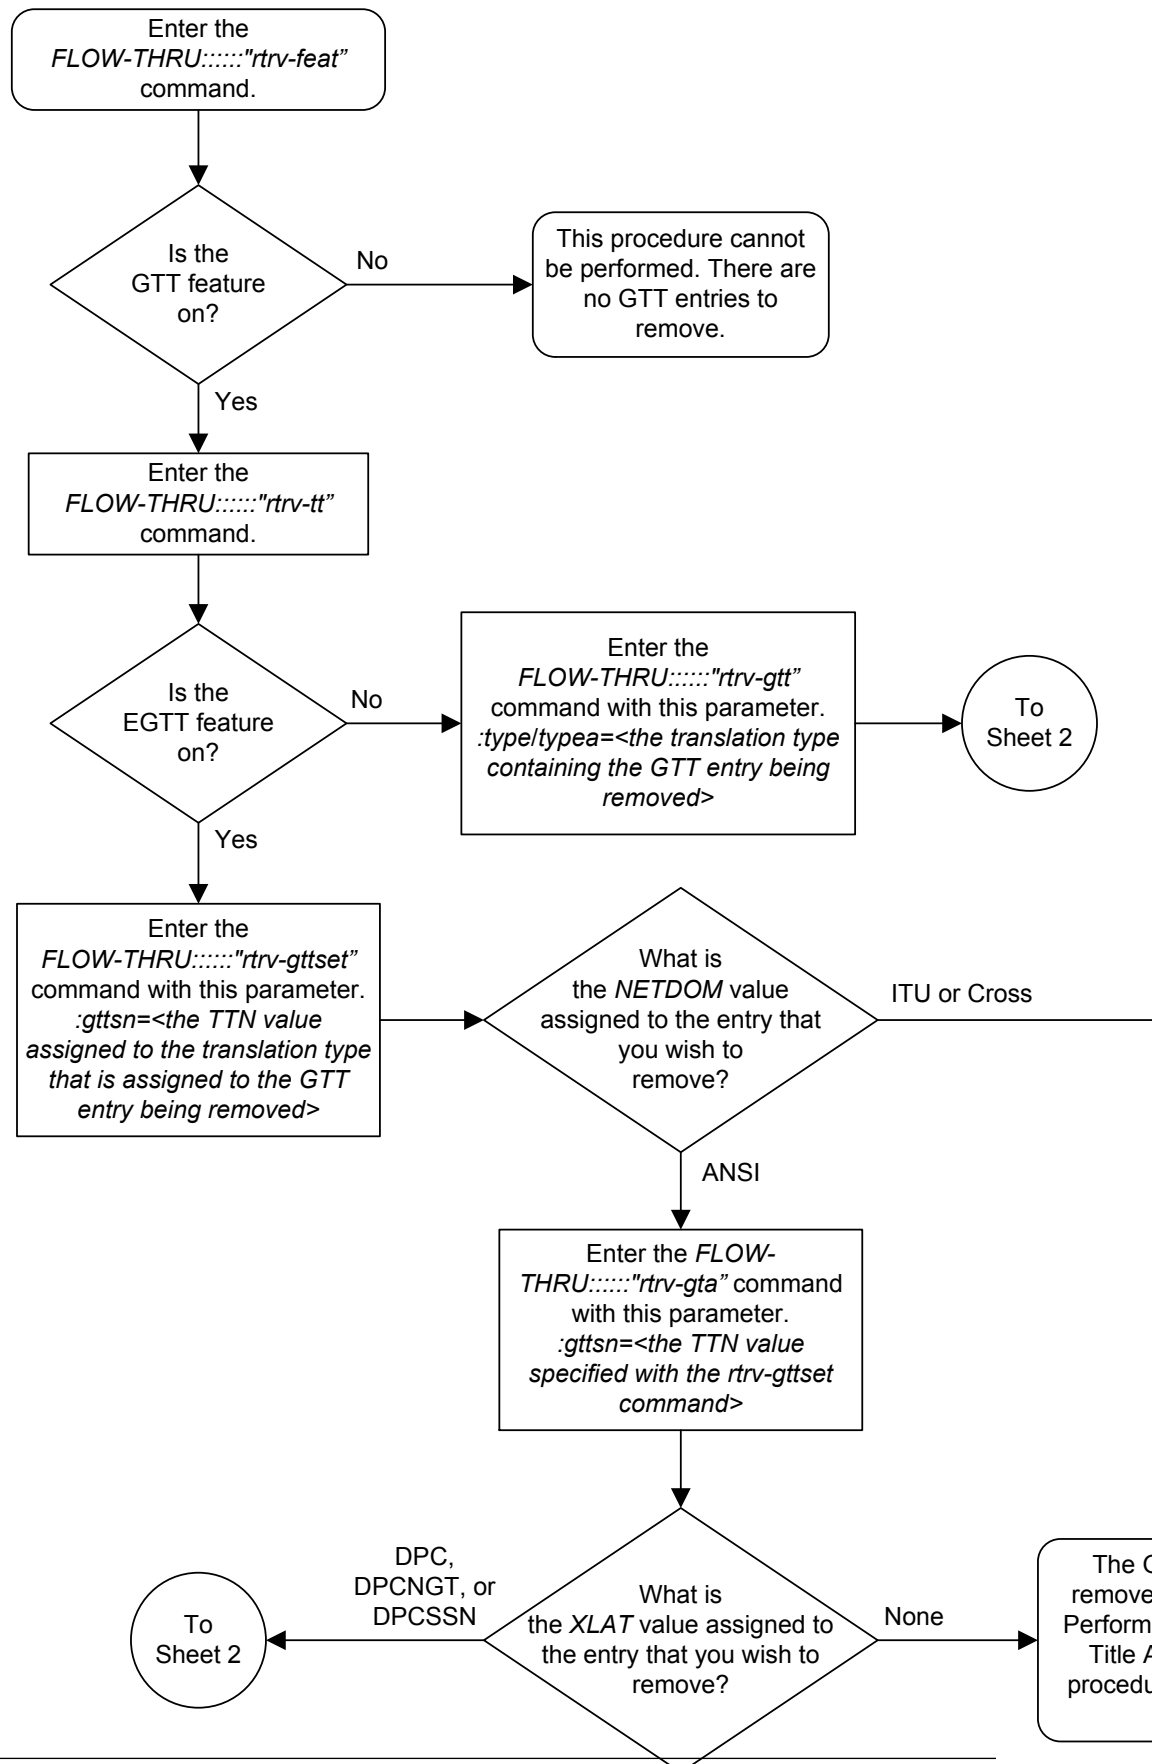 Enter the
FLOW-THRU::::::"rtrv-feat”
command.
Is the
GTT feature
on?
No
This procedure cannot
be performed. There are
no GTT entries to
remove.
Yes
Enter the
FLOW-THRU::::::"rtrv-tt”
command.
Is the
EGTT feature
on?
No
Enter the
FLOW-THRU::::::"rtrv-gtt”
command with this parameter.
:type/typea=<the translation type
containing the GTT entry being
removed>
To
Sheet 2
Yes
Enter the
FLOW-THRU::::::"rtrv-gttset”
command with this parameter.
:gttsn=<the TTN value
assigned to the translation type
that is assigned to the GTT
entry being removed>
What is
the NETDOM value
assigned to the entry that
you wish to
remove?
ITU or Cross
ANSI
Enter the FLOW-
THRU::::::"rtrv-gta” command
with this parameter.
:gttsn=<the TTN value
specified with the rtrv-gttset
command>
DPC,
DPCNGT, or
DPCSSN
To
Sheet 2
What is
the XLAT value assigned to
the entry that you wish to
remove?
None
The
remove
Perform
Title
procedu